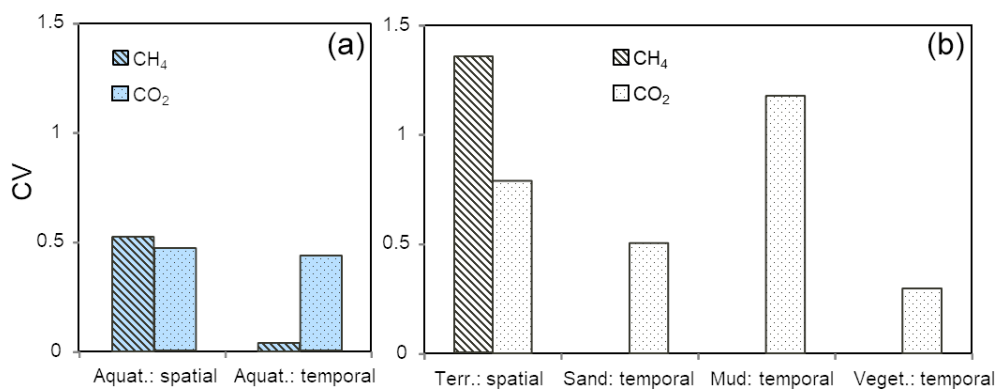 (a)
CH4
CO2
CV
1.5
1
0.5
0
Aquat.: spatial
Aquat.: temporal
(b)
CH4
CO2
1.5
1
0.5
0
Terr.: spatial
Sand: temporal
Mud: temporal
Veget.: temporal